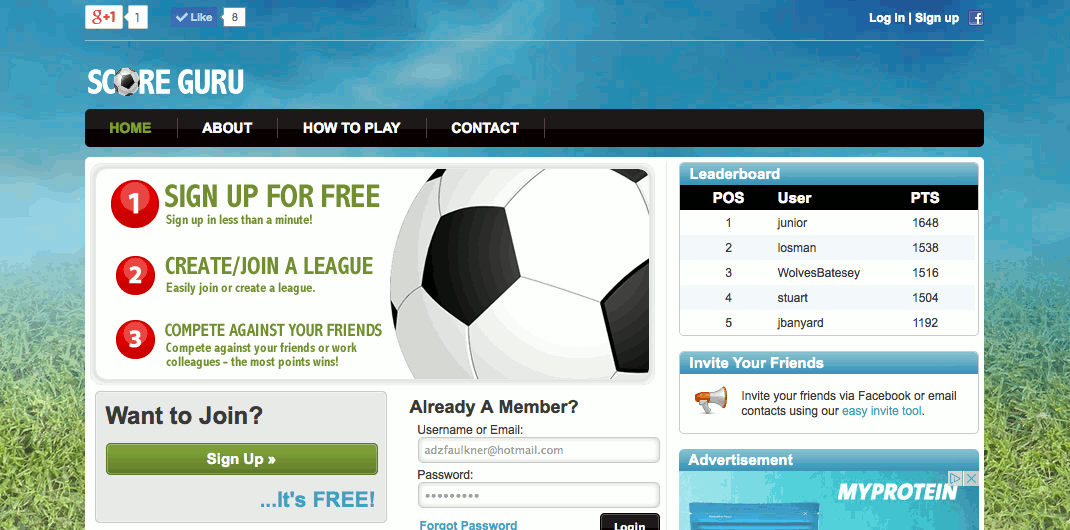 g+1 1 Like 8
Log in | Sign up f
SCORE GURU
HOME ABOUT HOW TO PLAY CONTACT
1 SIGN UP FOR FREE
Sign up in less than a minute!
2 CREATE/JOIN A LEAGUE
Easily join or create a league.
3 COMPETE AGAINST YOUR FRIENDS
Compete against your friends or work
colleagues – the most points wins!
Want to Join?
Sign Up »
...It's FREE!
Already A Member?
Username or Email:
adzfaulkner@hotmail.com
Password:
•••••••••
Forgot Password
Login
Leaderboard
POS User PTS
1 junior 1648
2 losman 1538
3 WolvesBatesey 1516
4 stuart 1504
5 jbanyard 1192
Invite Your Friends
Invite your friends via Facebook or email
contacts using our easy invite tool.
Advertisement
MYPROTEIN